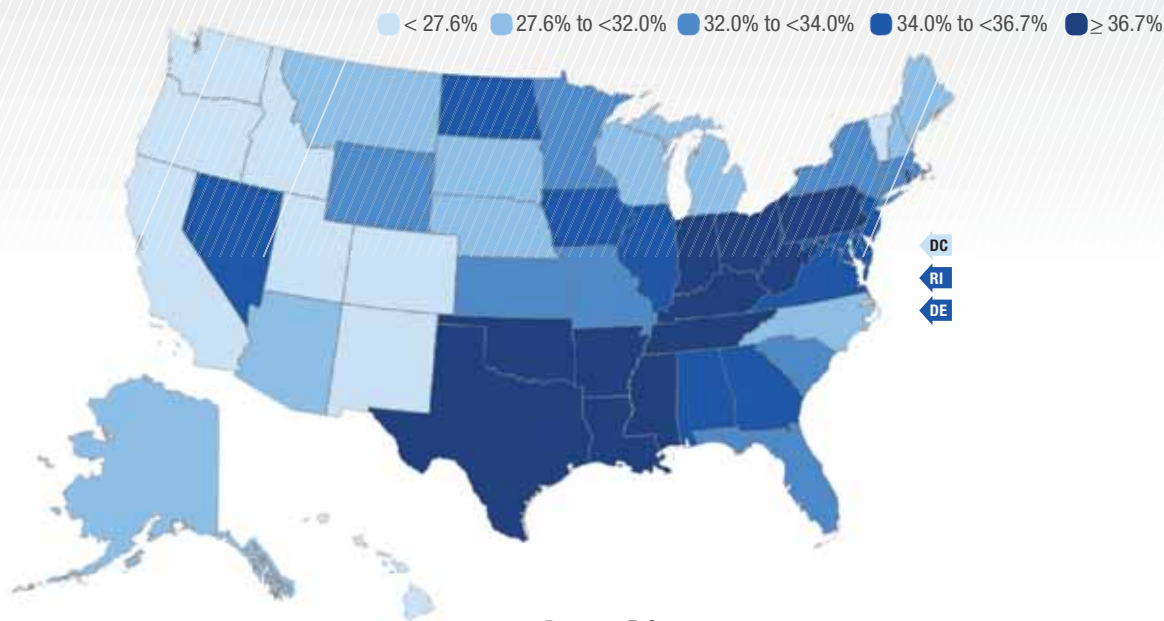 < 27.6% 27.6% to <32.0% 32.0% to <34.0% 34.0% to <36.7% ≥ 36.7%
DC
RI
DE